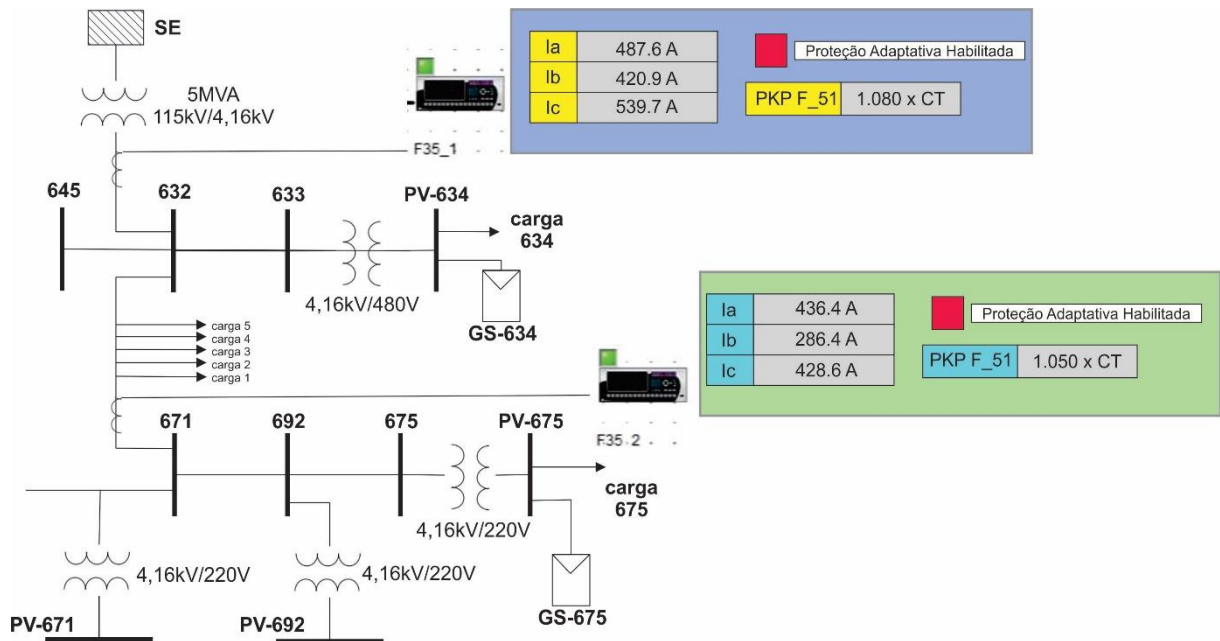 SE
5MVA
115kV/4,16kV
F35_1
Ia 487.6 A
Ib 420.9 A
Ic 539.7 A
Proteção Adaptativa Habilitada
PKP F_51 1.080 x CT
645
632
633
PV-634
carga
634
4,16kV/480V
GS-634
carga 5
carga 4
carga 3
carga 2
carga 1
Ia 436.4 A
Ib 286.4 A
Ic 428.6 A
Proteção Adaptativa Habilitada
PKP F_51 1.050 x CT
F35 2
671
692
675
PV-675
carga
675
4,16kV/220V
4,16kV/220V
4,16kV/220V
GS-675
PV-671
PV-692